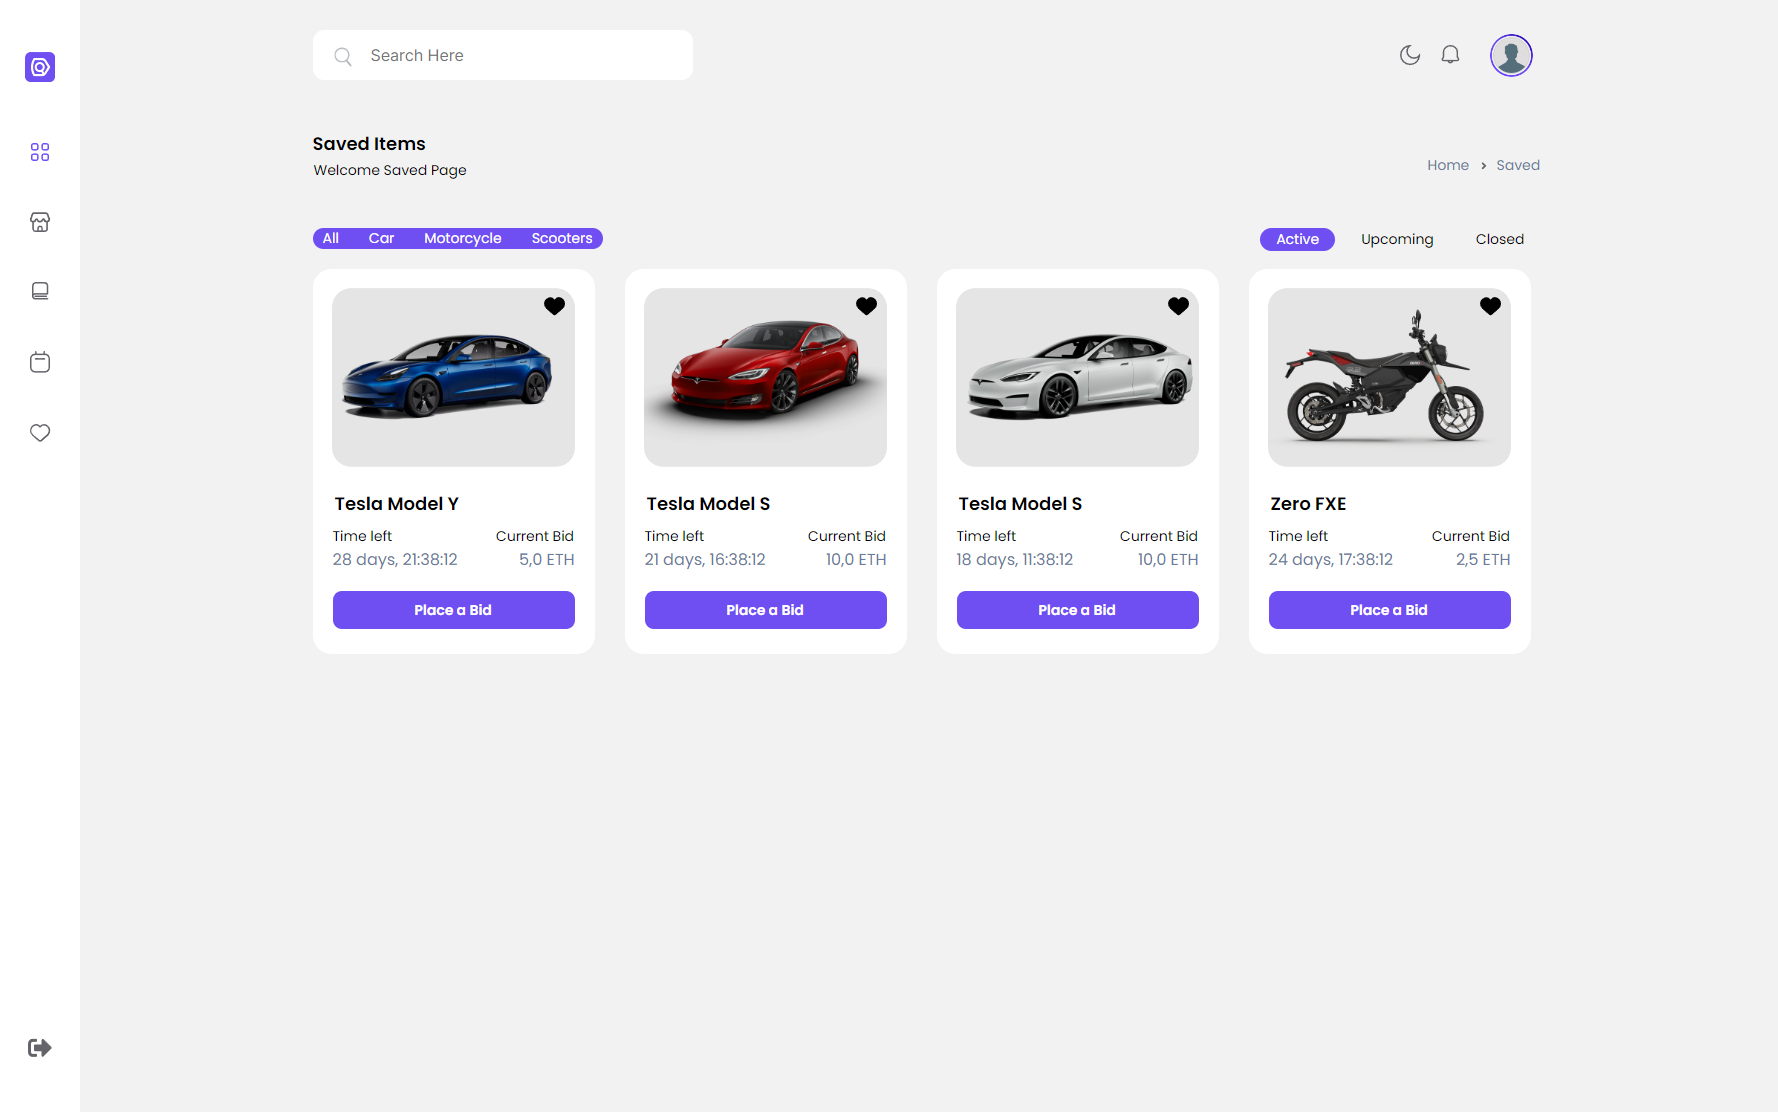 Search Here
Saved Items
Welcome Saved Page
Home > Saved
All Car Motorcycle Scooters
Active Upcoming Closed
Tesla Model Y
Time left Current Bid
28 days, 21:38:12 5,0 ETH
Place a Bid
Tesla Model S
Time left Current Bid
21 days, 16:38:12 10,0 ETH
Place a Bid
Tesla Model S
Time left Current Bid
18 days, 11:38:12 10,0 ETH
Place a Bid
Zero FXE
Time left Current Bid
24 days, 17:38:12 2,5 ETH
Place a Bid